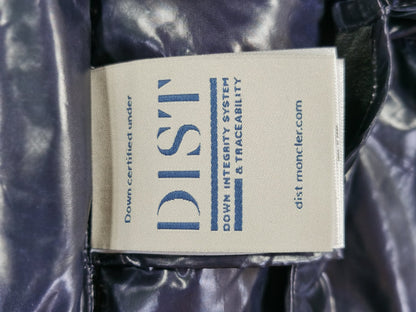 Down certified under
DIST
DOWN INTEGRITY SYSTEM
& TRACEABILITY
dist moncler.com